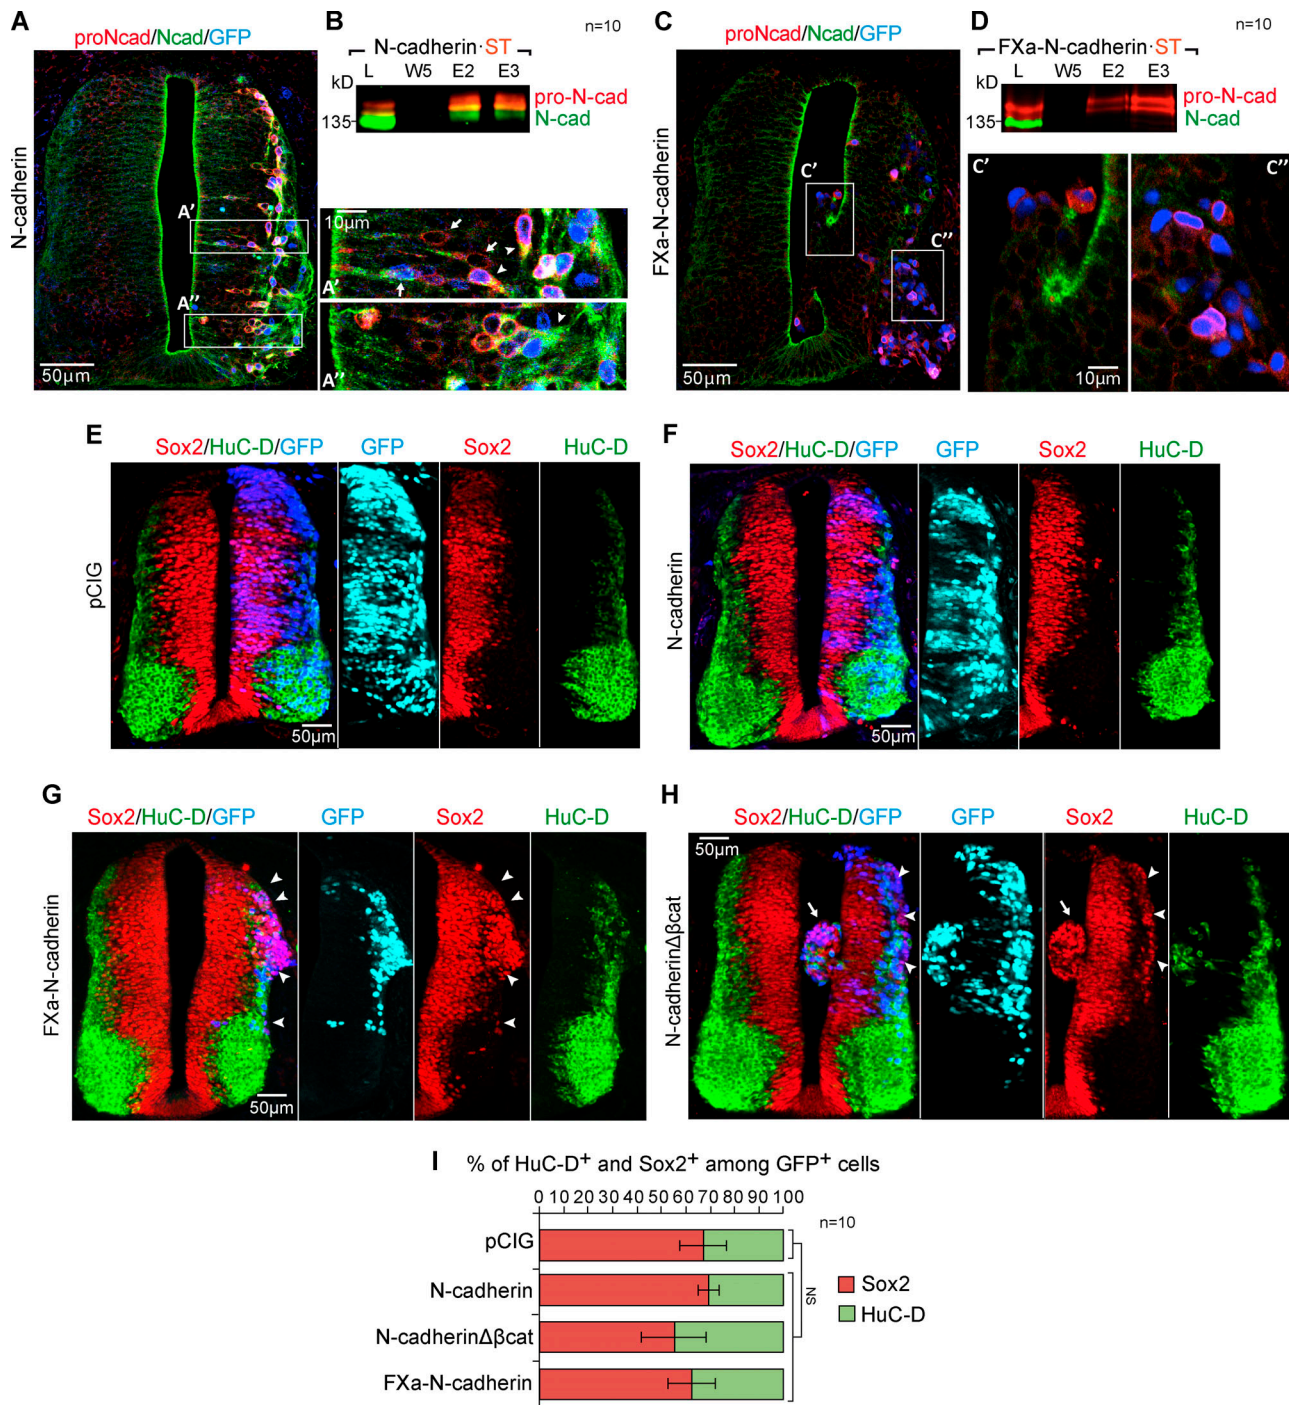 A
proNcad/Ncad/GFP
N-cadherin
A'
A''
50µm
B
n=10
N-cadherin·ST
kD
L W5 E2 E3
135
pro-N-cad
N-cad
10µm
A'
A''
C
proNcad/Ncad/GFP
FXa-N-cadherin
C'
C''
50µm
D
n=10
FXa-N-cadherin·ST
kD
L W5 E2 E3
135
pro-N-cad
N-cad
C'
C''
10µm
E
Sox2/HuC-D/GFP GFP Sox2 HuC-D
pCIG
50µm
F
Sox2/HuC-D/GFP GFP Sox2 HuC-D
N-cadherin
50µm
G
Sox2/HuC-D/GFP GFP Sox2 HuC-D
FXa-N-cadherin
50µm
H
Sox2/HuC-D/GFP GFP Sox2 HuC-D
50µm
N-cadherinΔβcat
I % of HuC-D+ and Sox2+ among GFP+ cells
0 10 20 30 40 50 60 70 80 90 100
n=10
pCIG
N-cadherin
N-cadherinΔβcat
FXa-N-cadherin
NS
Sox2
HuC-D